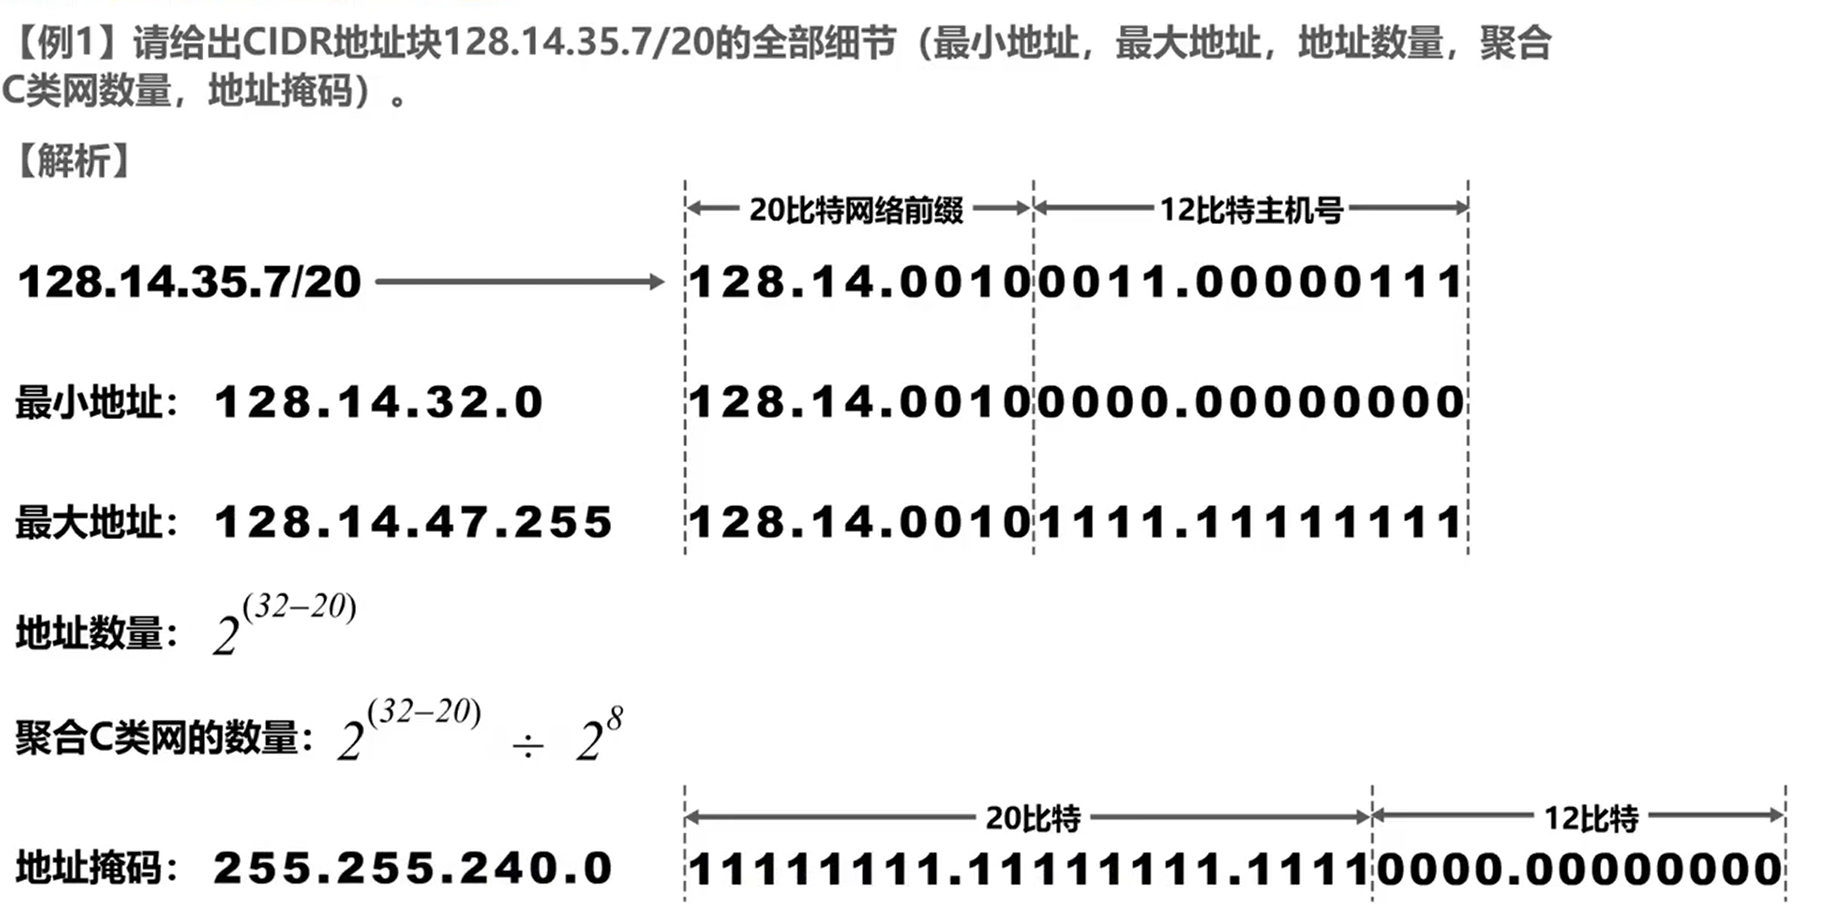 【例1】请给出CIDR地址块128.14.35.7/20的全部细节（最小地址，最大地址，地址数量，聚合
C类网数量，地址掩码）。
【解析】
20比特网络前缀 12比特主机号
128.14.35.7/20 128.14.00100011.00000111
最小地址： 128.14.32.0 128.14.00100000.00000000
最大地址： 128.14.47.255 128.14.00101111.11111111
地址数量： 2^(32–20)
聚合C类网的数量： 2^(32–20) ÷ 2^8
20比特 12比特
地址掩码： 255.255.240.0 11111111.11111111.11110000.00000000